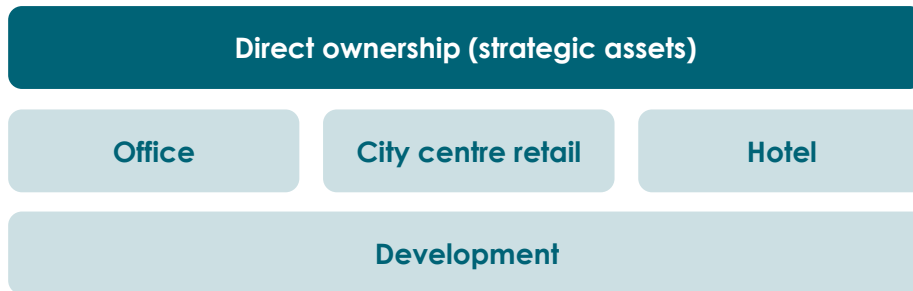 Direct ownership (strategic assets)
Office
City centre retail
Hotel
Development